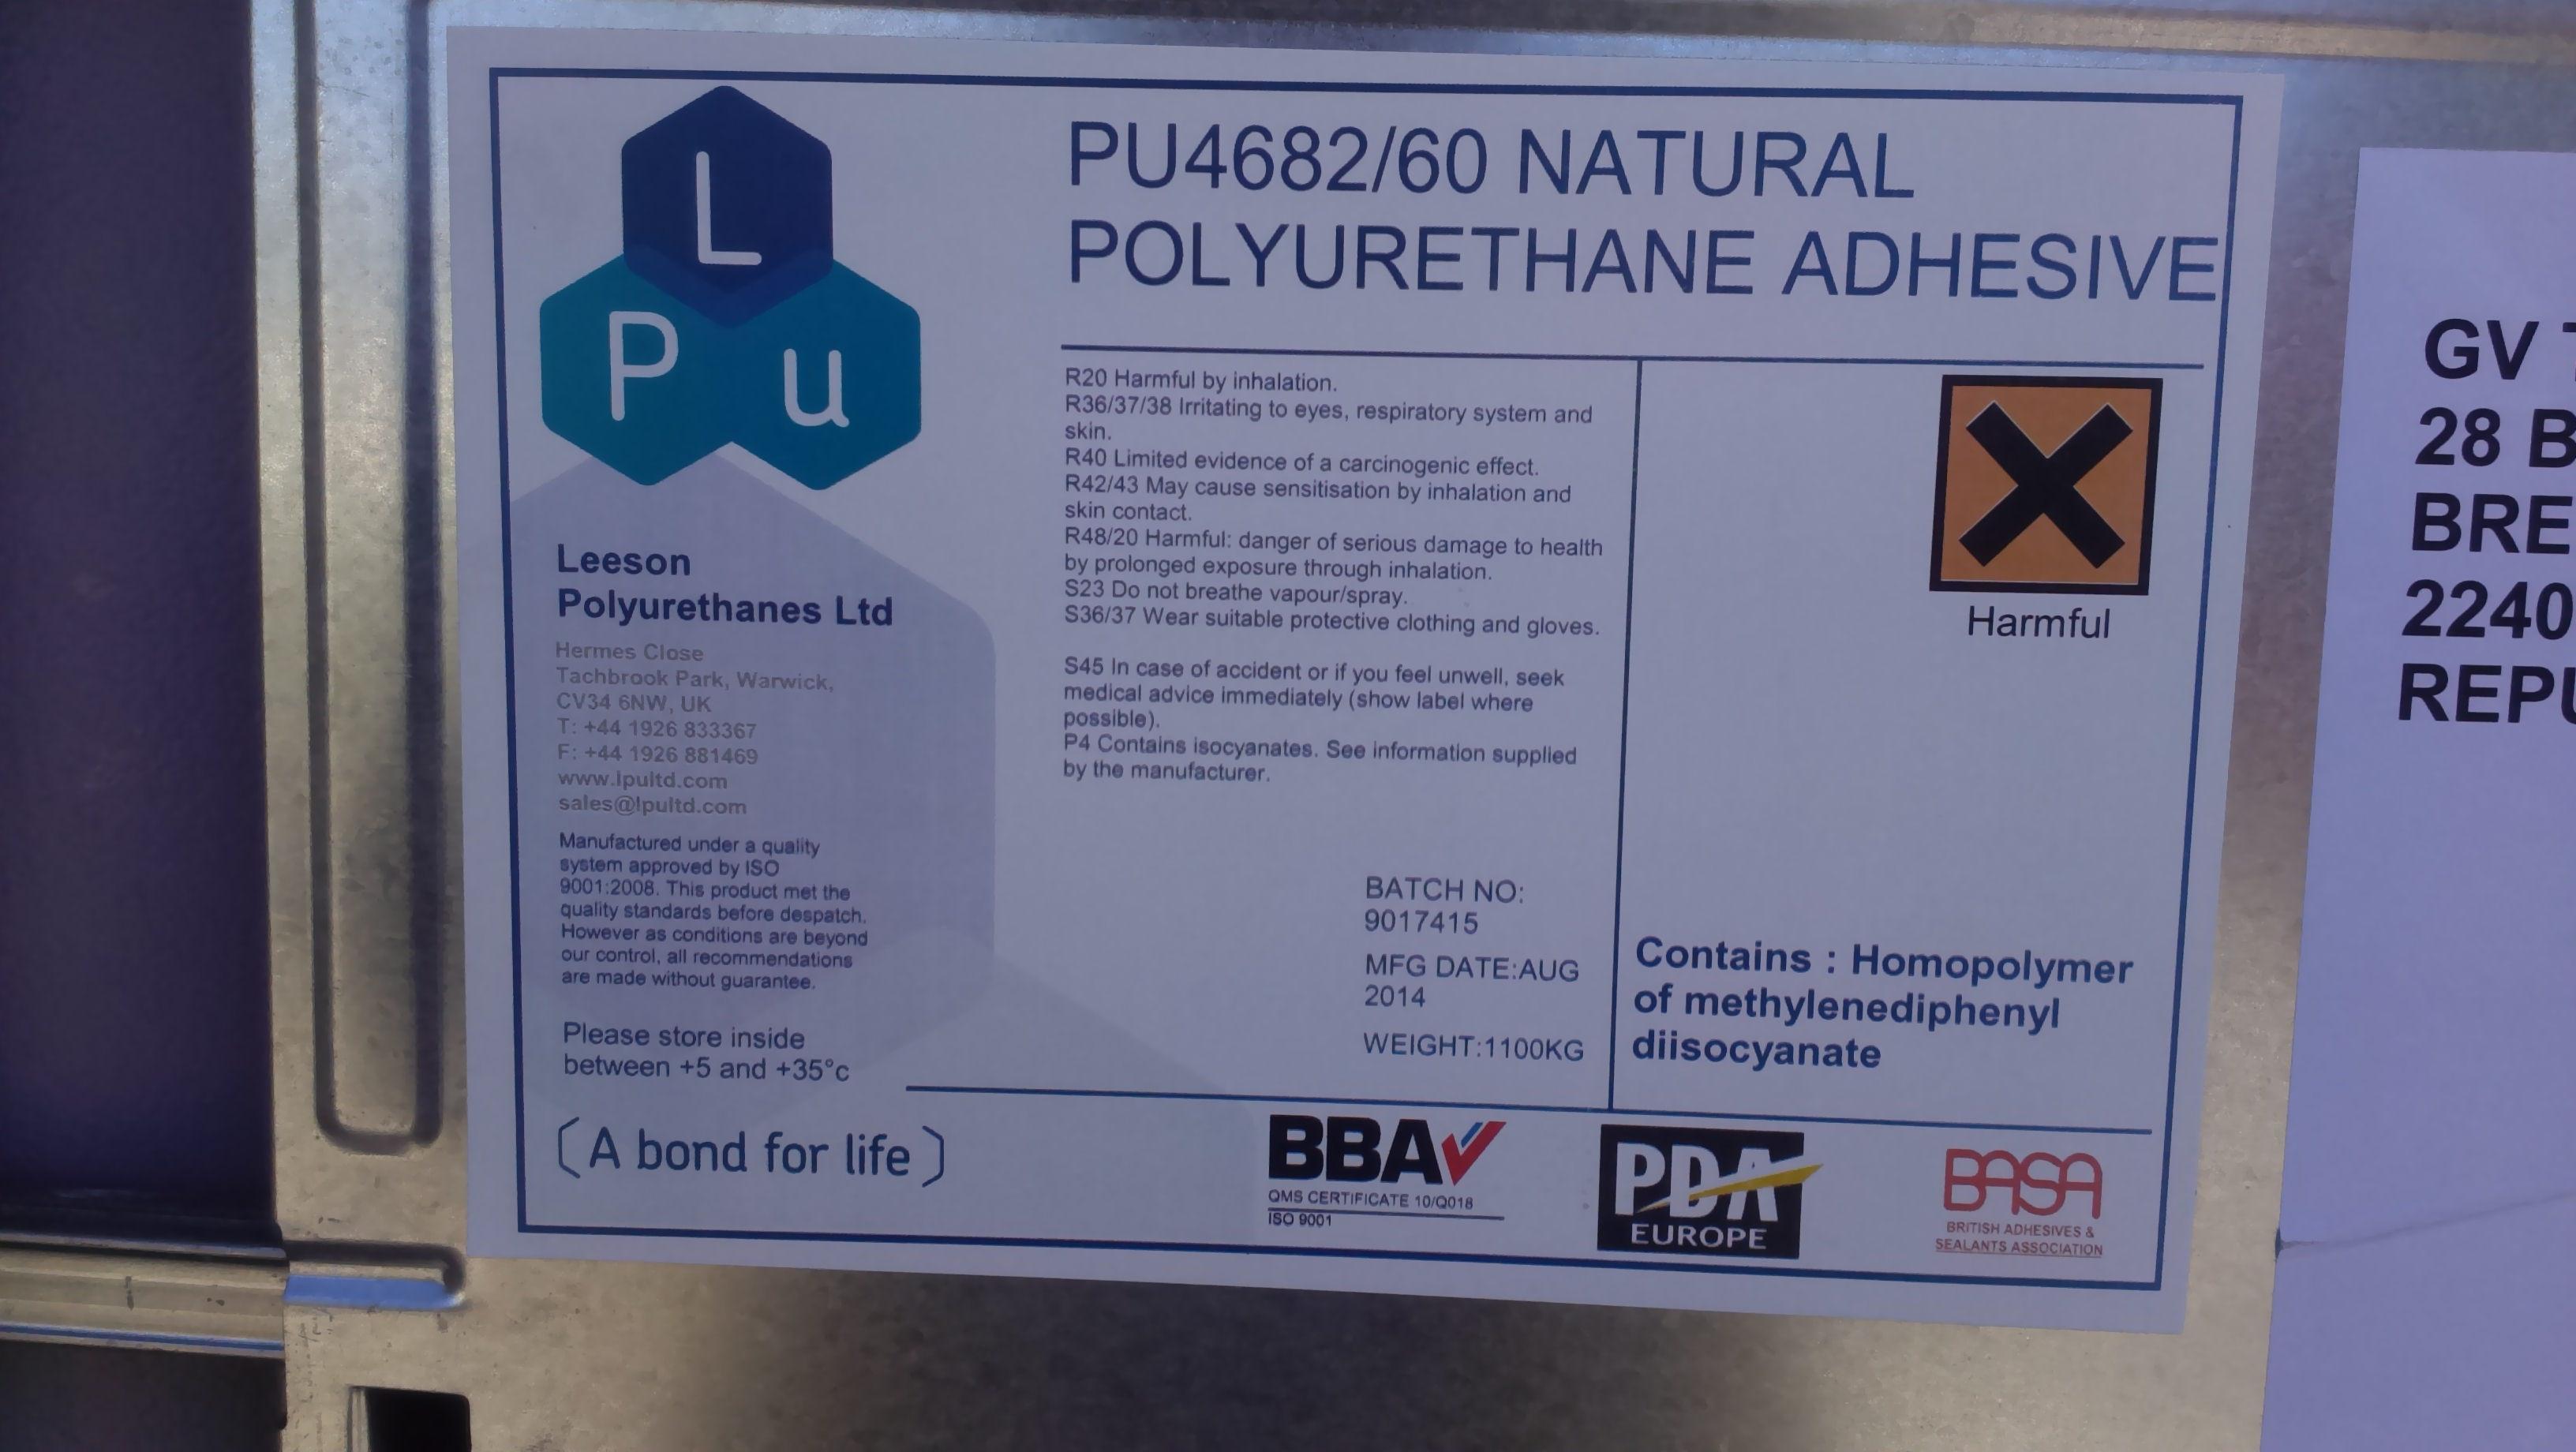 L
P u
Leeson
Polyurethanes Ltd
Hermes Close
Tachbrook Park, Warwick,
CV34 6NW, UK
T: +44 1926 833367
F: +44 1926 881469
www.lpultd.com
sales@lpultd.com
Manufactured under a quality
system approved by ISO
9001:2008. This product met the
quality standards before despatch.
However as conditions are beyond
our control, all recommendations
are made without guarantee.
Please store inside
between +5 and +35°c
(A bond for life)
PU4682/60 NATURAL
POLYURETHANE ADHESIVE
R20 Harmful by inhalation.
R36/37/38 Irritating to eyes, respiratory system and
skin.
R40 Limited evidence of a carcinogenic effect.
R42/43 May cause sensitisation by inhalation and
skin contact.
R48/20 Harmful: danger of serious damage to health
by prolonged exposure through inhalation.
S23 Do not breathe vapour/spray.
S36/37 Wear suitable protective clothing and gloves.
S45 In case of accident or if you feel unwell, seek
medical advice immediately (show label where
possible).
P4 Contains isocyanates. See information supplied
by the manufacturer.
BATCH NO:
9017415
MFG DATE:AUG
2014
WEIGHT:1100KG
Harmful
Contains : Homopolymer
of methylenediphenyl
diisocyanate
BBA
QMS CERTIFICATE 10/Q018
ISO 9001
PDA
EUROPE
BASA
BRITISH ADHESIVES &
SEALANTS ASSOCIATION
GV
28 B
BRE
2240
REPU